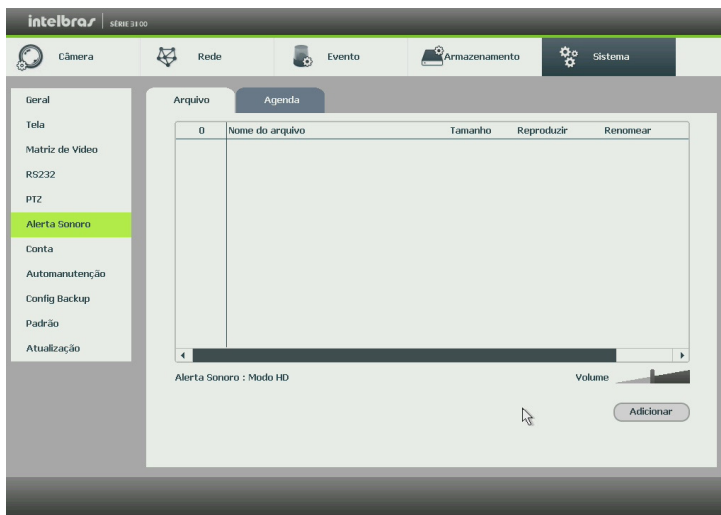 intelbras SÉRIE 3100
Câmera Rede Evento Armazenamento Sistema
Geral
Tela
Matriz de Vídeo
RS232
PTZ
Alerta Sonoro
Conta
Automanutenção
Config Backup
Padrão
Atualização
Arquivo Agenda
0 Nome do arquivo Tamanho Reproduzir Renomear
Alerta Sonoro : Modo HD Volume
Adicionar